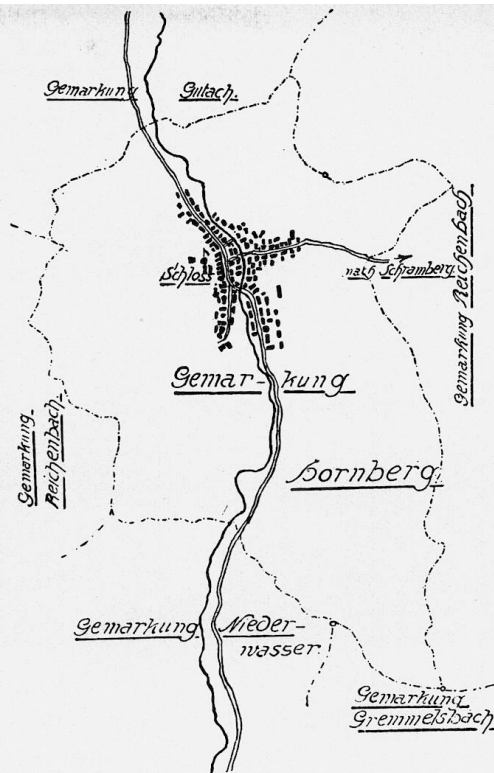 Gemarkung Gutach.
Schloss
nach Schramberg.
Gemarkung Reichenbach
Gemar-kung
Hornberg.
Gemarkung
Reichenbach
Gemarkung Nieder-
wasser.
Gemarkung
Gremmelsbach.